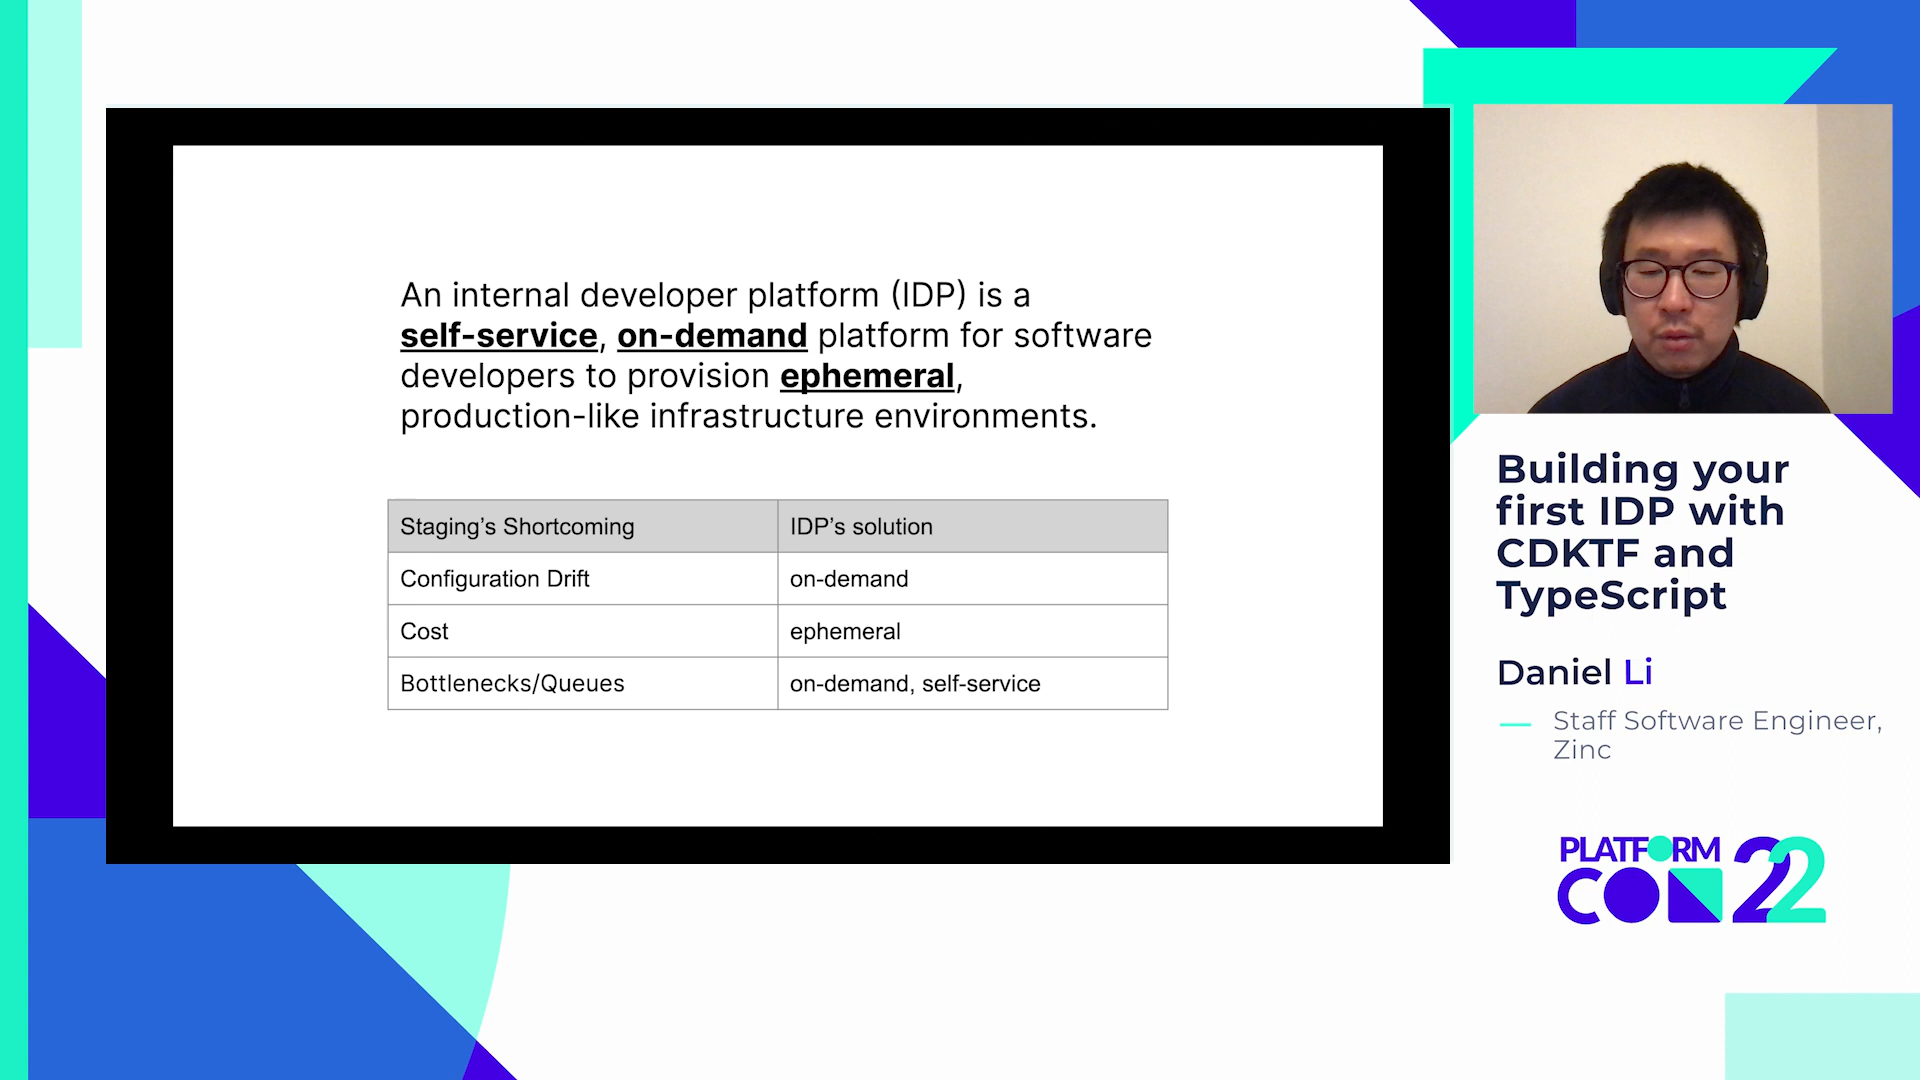 An internal developer platform (IDP) is a
self-service, on-demand platform for software
developers to provision ephemeral,
production-like infrastructure environments.
Staging's Shortcoming IDP's solution
Configuration Drift on-demand
Cost ephemeral
Bottlenecks/Queues on-demand, self-service
Building your
first IDP with
CDKTF and
TypeScript
Daniel Li
Staff Software Engineer,
Zinc
PLATFORM
CON 22